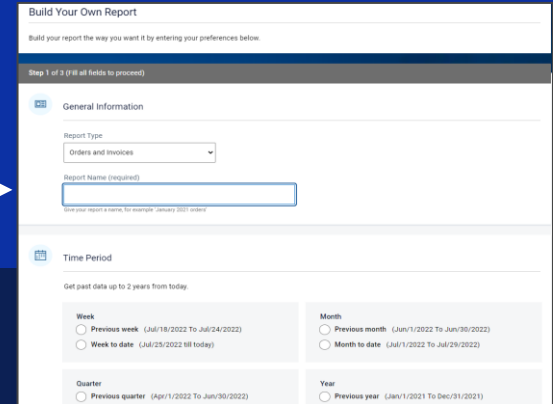 Build Your Own Report
Build your report the way you want it by entering your preferences below.
Step 1 of 3 (Fill all fields to proceed)
General Information
Report Type
Orders and Invoices
Report Name (required)
Give your report a name, for example 'January 2021 orders'
Time Period
Get past data up to 2 years from today.
Week
Previous week (Jul/18/2022 To Jul/24/2022)
Week to date (Jul/25/2022 till today)
Month
Previous month (Jun/1/2022 To Jun/30/2022)
Month to date (Jul/1/2022 To Jul/29/2022)
Quarter
Previous quarter (Apr/1/2022 To Jun/30/2022)
Year
Previous year (Jan/1/2021 To Dec/31/2021)